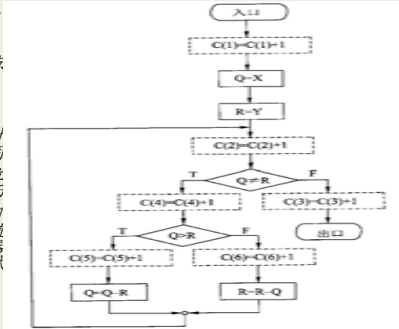 入口
C(1)=C(1)+1
Q=X
R=Y
C(2)=C(2)+1
T Q≠R F
C(4)=C(4)+1 C(3)=C(3)+1
T Q>R F 出口
C(5)=C(5)+1 C(6)=C(6)+1
Q=Q-R R=R-Q